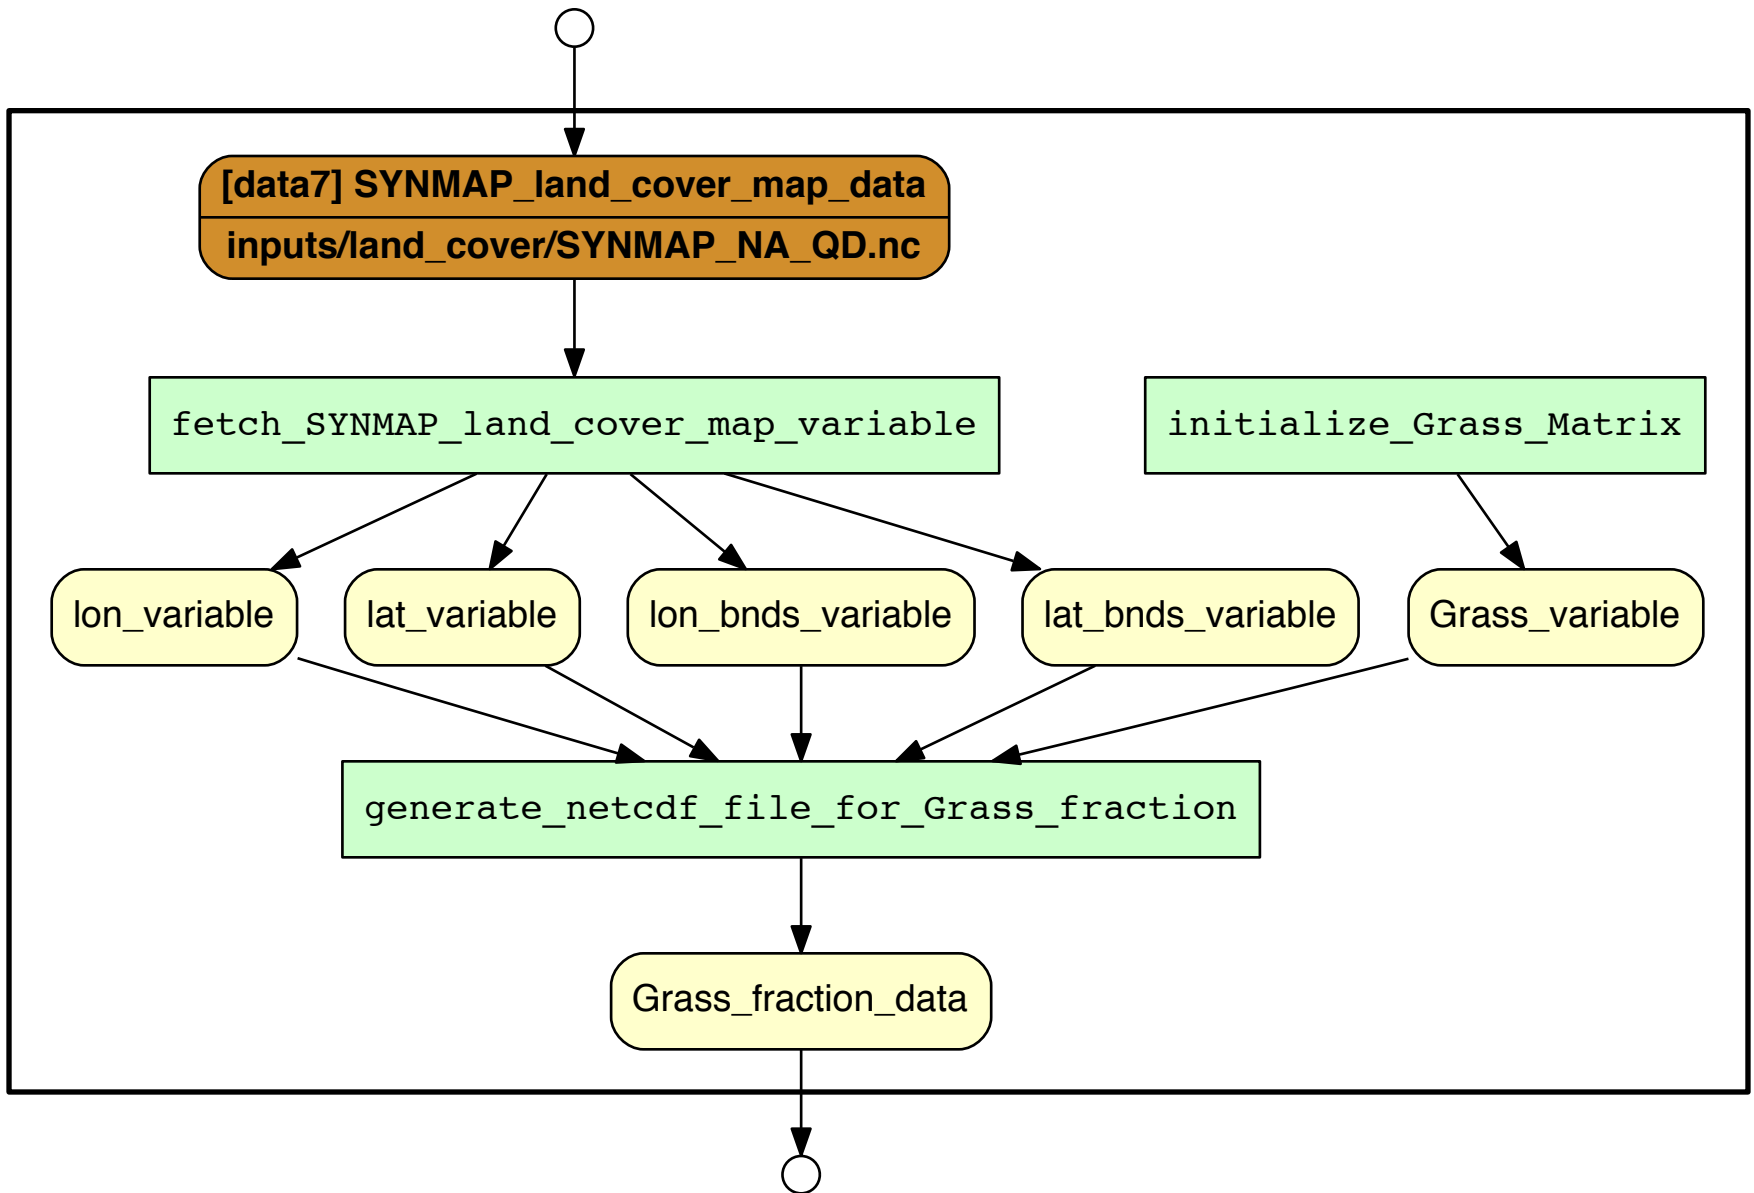 [data7] SYNMAP_land_cover_map_data
inputs/land_cover/SYNMAP_NA_QD.nc
fetch_SYNMAP_land_cover_map_variable
initialize_Grass_Matrix
lon_variable
lat_variable
lon_bnds_variable
lat_bnds_variable
Grass_variable
generate_netcdf_file_for_Grass_fraction
Grass_fraction_data